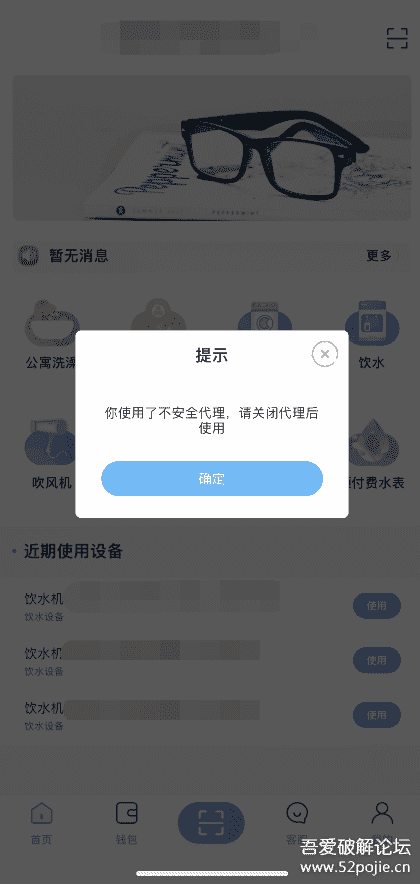 暂无消息
更多
公寓洗澡
饮水
提示
你使用了不安全代理，请关闭代理后
使用
确定
吹风机
付费水表
近期使用设备
饮水机
饮水设备
使用
饮水机
饮水设备
使用
饮水机
饮水设备
使用
首页
钱包
客服
我的
吾爱破解论坛
www.52pojie.cn